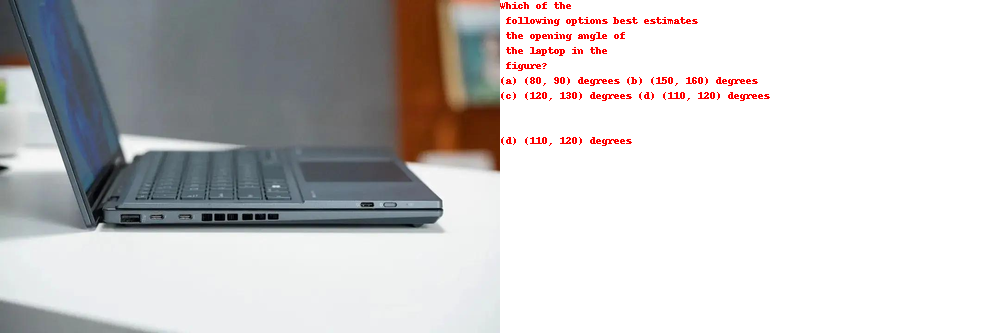 Which of the
following options best estimates
the opening angle of
the laptop in the
figure?
(a) (80, 90) degrees (b) (150, 160) degrees
(c) (120, 130) degrees (d) (110, 120) degrees
(d) (110, 120) degrees